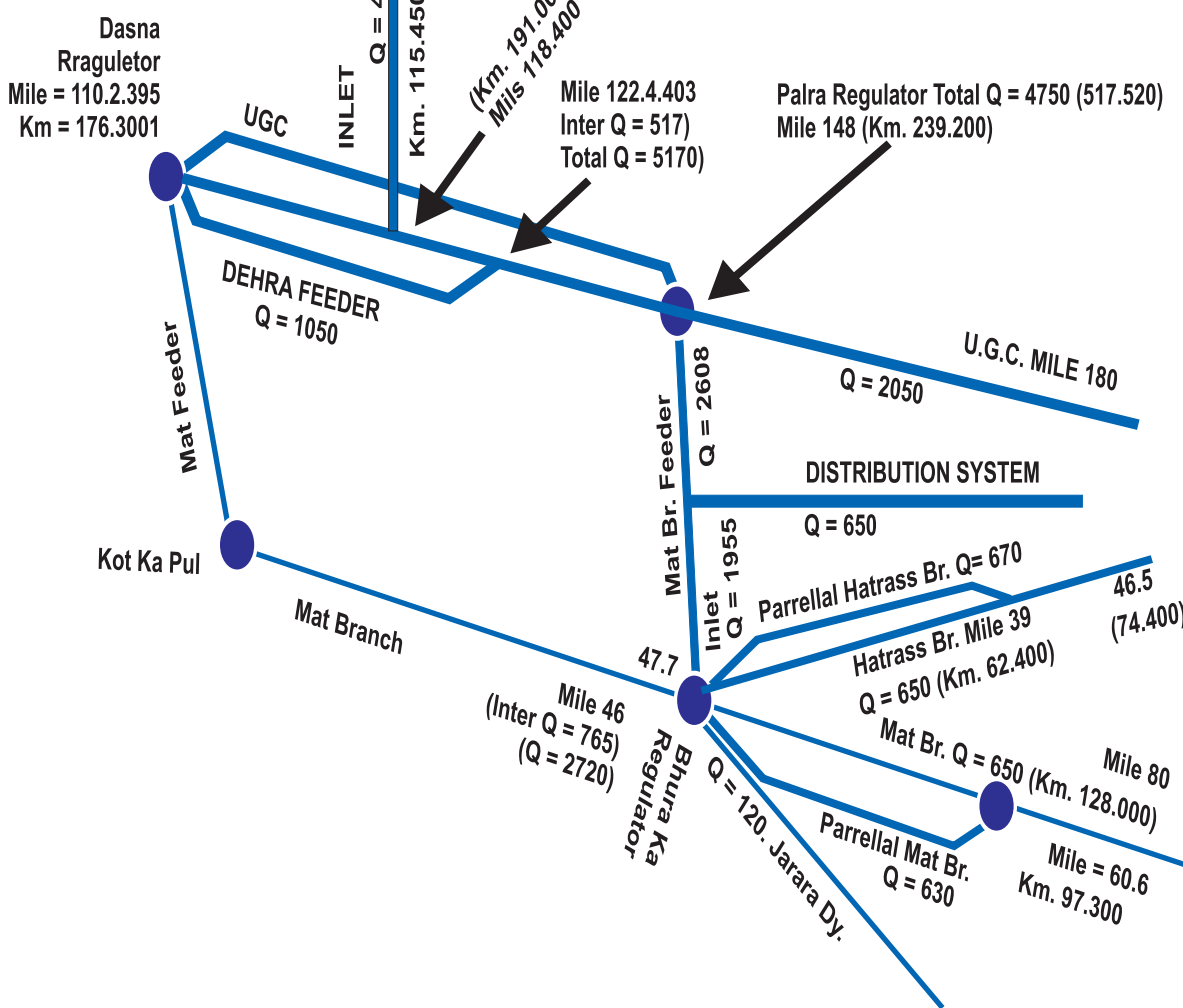 Dasna
Rraguletor
Mile = 110.2.395
Km = 176.3001
UGC
INLET
Km. 115.450
(Km. 191.00
Mils 118.400
Mile 122.4.403
Inter Q = 517)
Total Q = 5170)
Palra Regulator Total Q = 4750 (517.520)
Mile 148 (Km. 239.200)
DEHRA FEEDER
Q = 1050
Mat Feeder
U.G.C. MILE 180
Q = 2050
Q = 2608
Mat Br. Feeder
DISTRIBUTION SYSTEM
Q = 650
Inlet
Q = 1955
Kot Ka Pul
Mat Branch
Parrellal Hatrass Br. Q= 670
46.5
(74.400)
Hatrass Br. Mile 39
Q = 650 (Km. 62.400)
47.7
Mile 46
(Inter Q = 765)
(Q = 2720)
Bhura Ka
Regulator
Mat Br. Q = 650 (Km. 128.000)
Mile 80
Q = 120. Jarara Dy.
Parrellal Mat Br.
Q = 630
Mile = 60.6
Km. 97.300